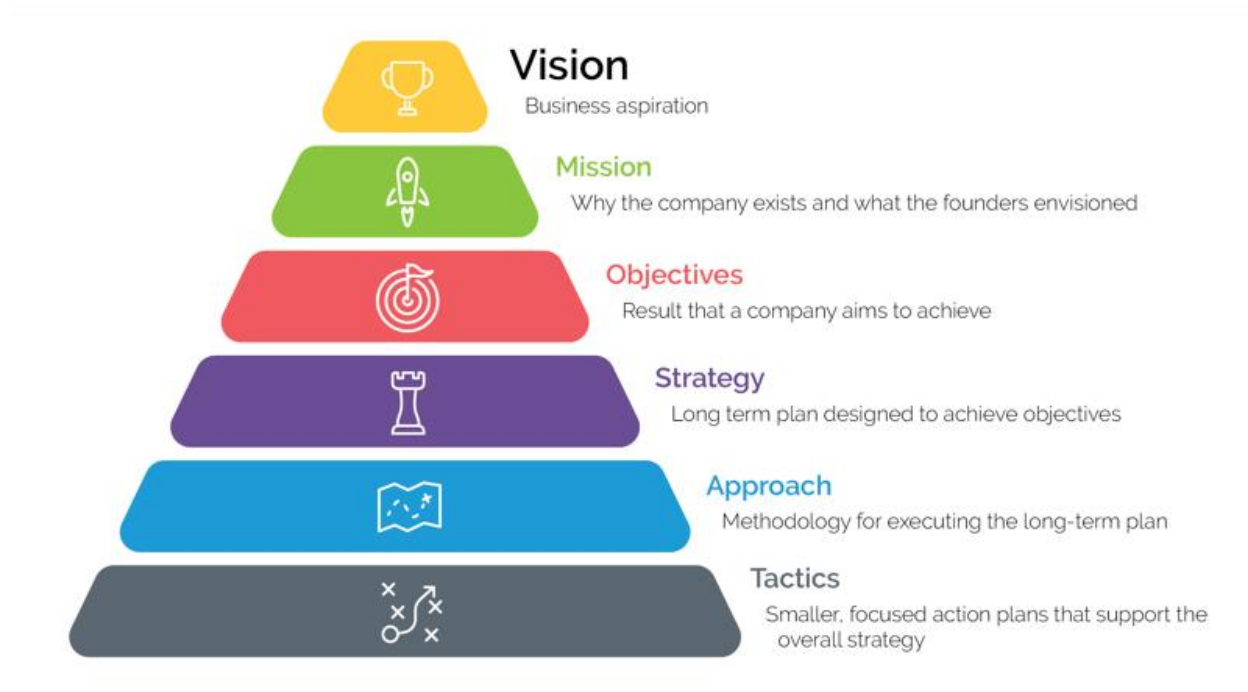 Vision
Business aspiration
Mission
Why the company exists and what the founders envisioned
Objectives
Result that a company aims to achieve
Strategy
Long term plan designed to achieve objectives
Approach
Methodology for executing the long-term plan
Tactics
Smaller, focused action plans that support the
overall strategy